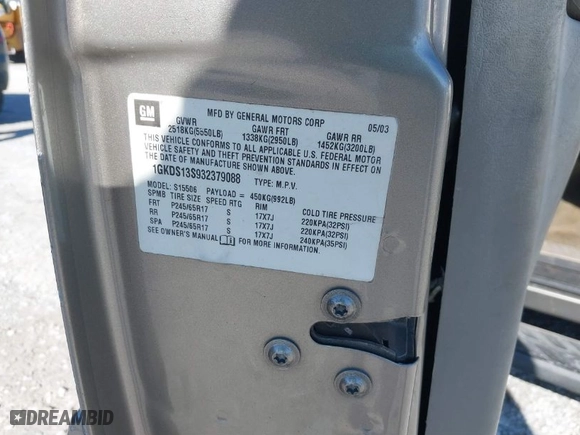 GM
MFD BY GENERAL MOTORS CORP 05/03
GVWR GAWR FRT GAWR RR
2518KG(5550LB) 1338KG(2950LB) 1452KG(3200LB)
THIS VEHICLE CONFORMS TO ALL APPLICABLE U.S. FEDERAL MOTOR
VEHICLE SAFETY AND THEFT PREVENTION STANDARDS IN EFFECT ON
THE DATE OF MANUFACTURE SHOWN ABOVE.
1GKDS13S932379088 TYPE: M.P.V.
MODEL: S15506 PAYLOAD = 450KG(992LB)
SPMB TIRE SIZE SPEED RTG RIM COLD TIRE PRESSURE
FRT P245/65R17 S 17X7J 220KPA(32PSI)
RR P245/65R17 S 17X7J 220KPA(32PSI)
SPA P245/65R17 S 17X7J 240KPA(35PSI)
SEE OWNER'S MANUAL FOR MORE INFORMATION.
DREAMBID